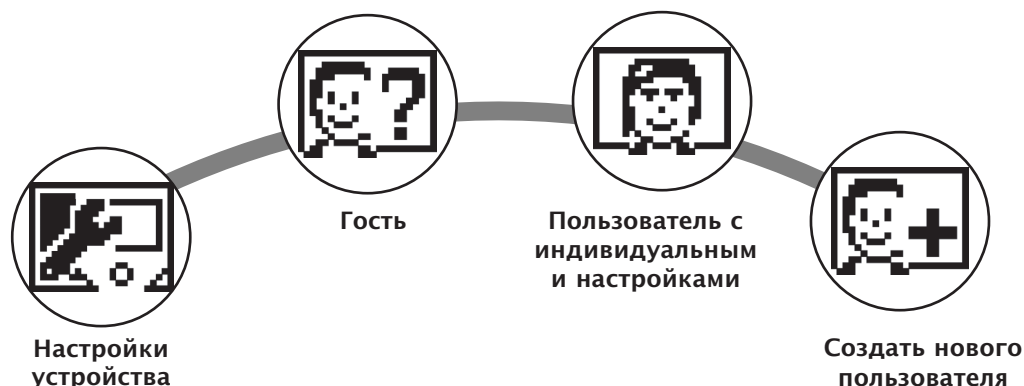 Гость
Пользователь с
индивидуальным
и настройками
Настройки
устройства
Создать нового
пользователя